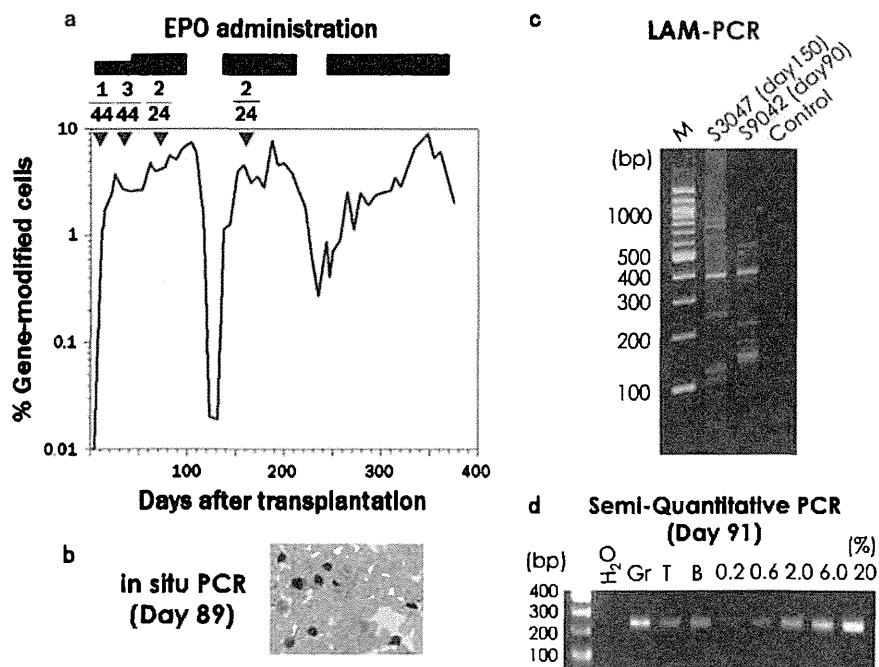 a
EPO administration
1/44 3/44 2/24 2/24
% Gene-modified cells
10
1
0.1
0.01
100 200 300 400
Days after transplantation
b
in situ PCR
(Day 89)
c
LAM-PCR
M S3047 (day150) S9042 (day90) Control
(bp)
1000
500
400
300
200
100
d
Semi-Quantitative PCR
(Day 91)
(bp) (%)
H2O Gr T B 0.2 0.6 2.0 6.0 20
400
300
200
100